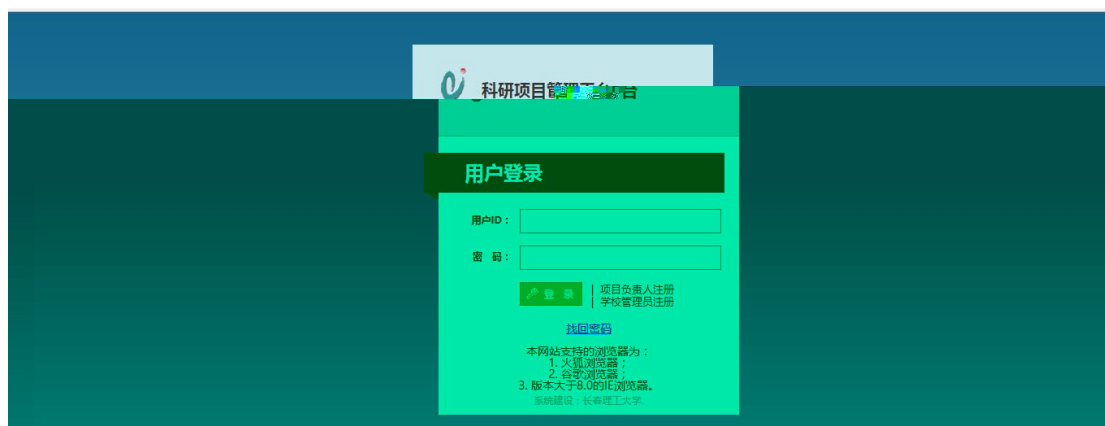 科研项目管理平台
用户登录
用户ID：
密 码：
登 录
项目负责人注册
学校管理员注册
找回密码
本网站支持的浏览器为：
1. 火狐浏览器；
2. 谷歌浏览器；
3. 版本大于8.0的IE浏览器。
系统建设：长春理工大学